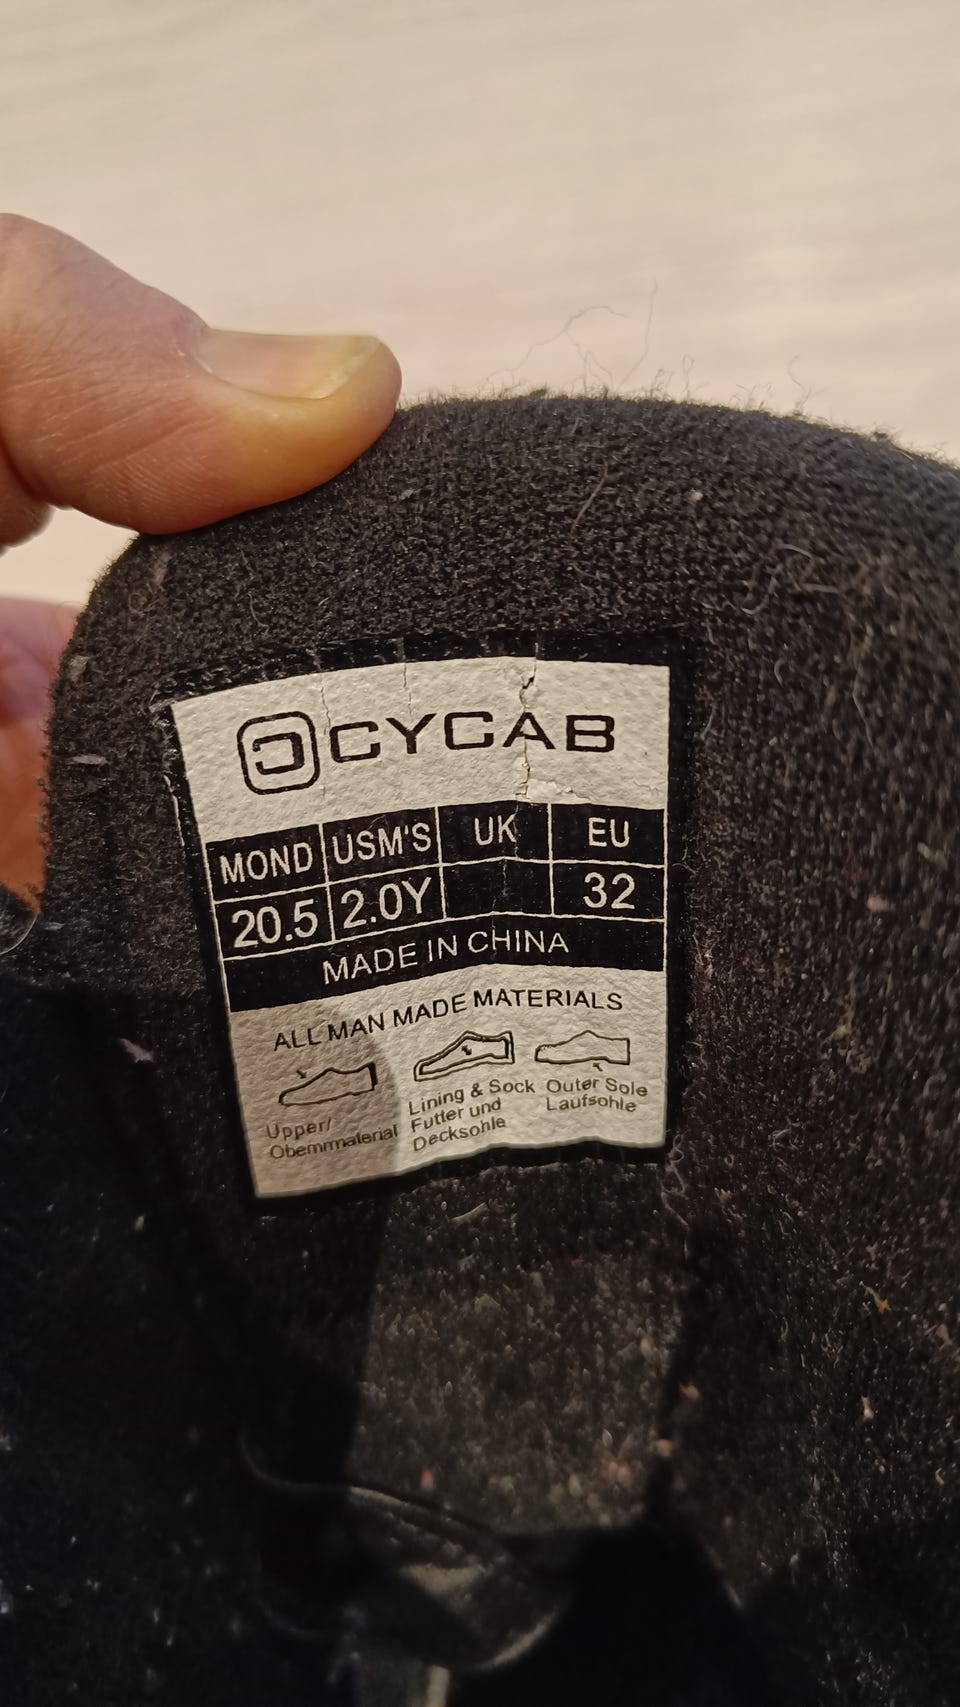 CYCAB
MOND USM'S UK EU
20.5 2.0Y 32
MADE IN CHINA
ALL MAN MADE MATERIALS
Upper/
Obernmaterial
Lining & Sock
Futter und
Decksohle
Outer Sole
Laufsohle